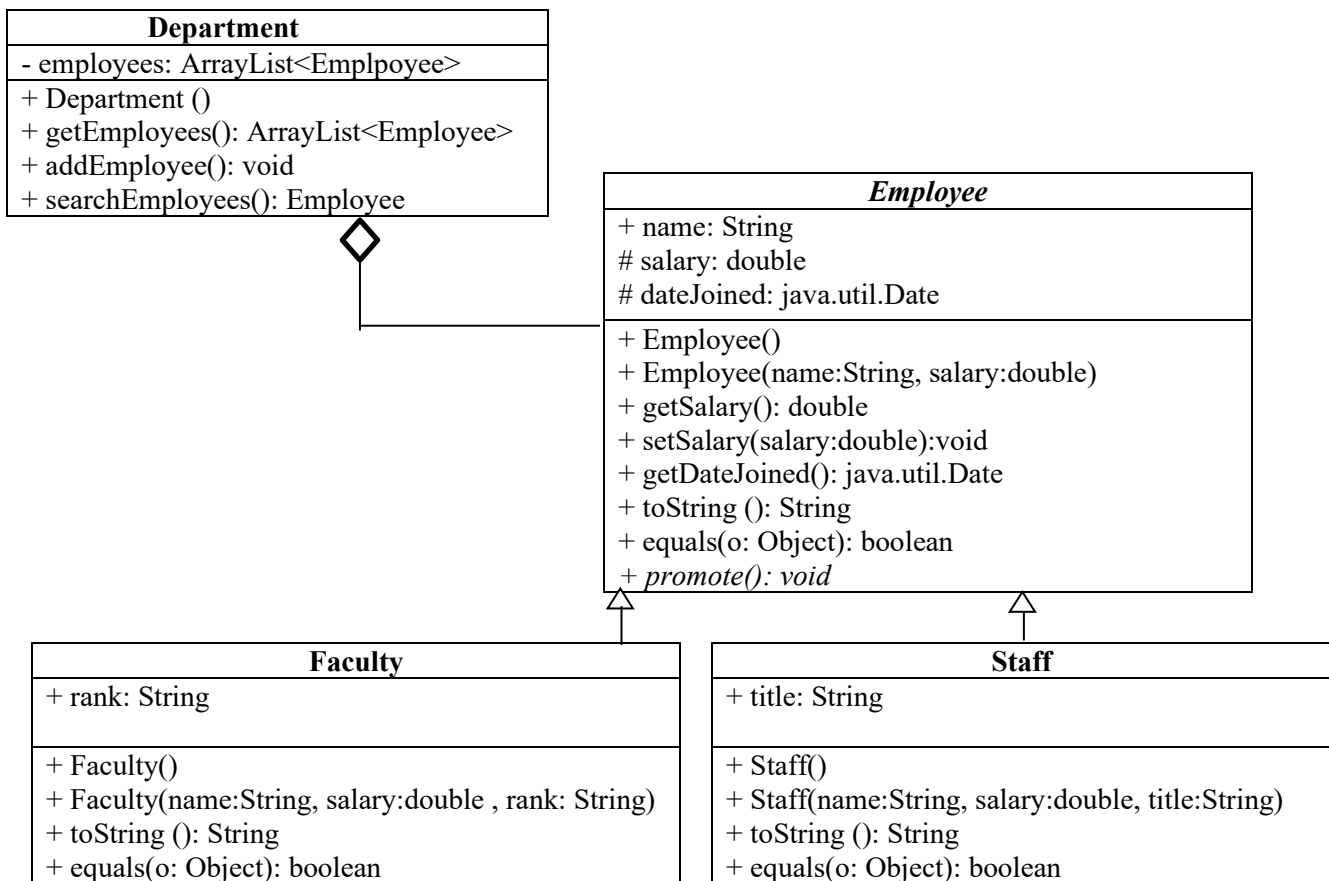 Department
- employees: ArrayList<Emplpoyee>
+ Department ()
+ getEmployees(): ArrayList<Employee>
+ addEmployee(): void
+ searchEmployees(): Employee
Employee
+ name: String
# salary: double
# dateJoined: java.util.Date
+ Employee()
+ Employee(name:String, salary:double)
+ getSalary(): double
+ setSalary(salary:double):void
+ getDateJoined(): java.util.Date
+ toString (): String
+ equals(o: Object): boolean
+ promote(): void
Faculty
+ rank: String
+ Faculty()
+ Faculty(name:String, salary:double , rank: String)
+ toString (): String
+ equals(o: Object): boolean
Staff
+ title: String
+ Staff()
+ Staff(name:String, salary:double, title:String)
+ toString (): String
+ equals(o: Object): boolean